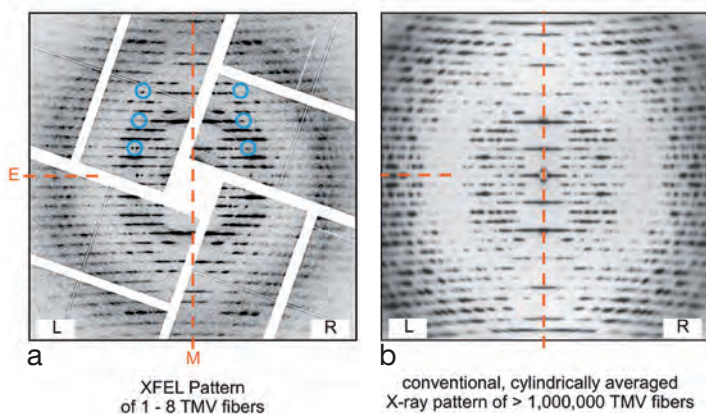 E
L
R
a
M
XFEL Pattern
of 1 - 8 TMV fibers
L
R
b
conventional, cylindrically averaged
X-ray pattern of > 1,000,000 TMV fibers